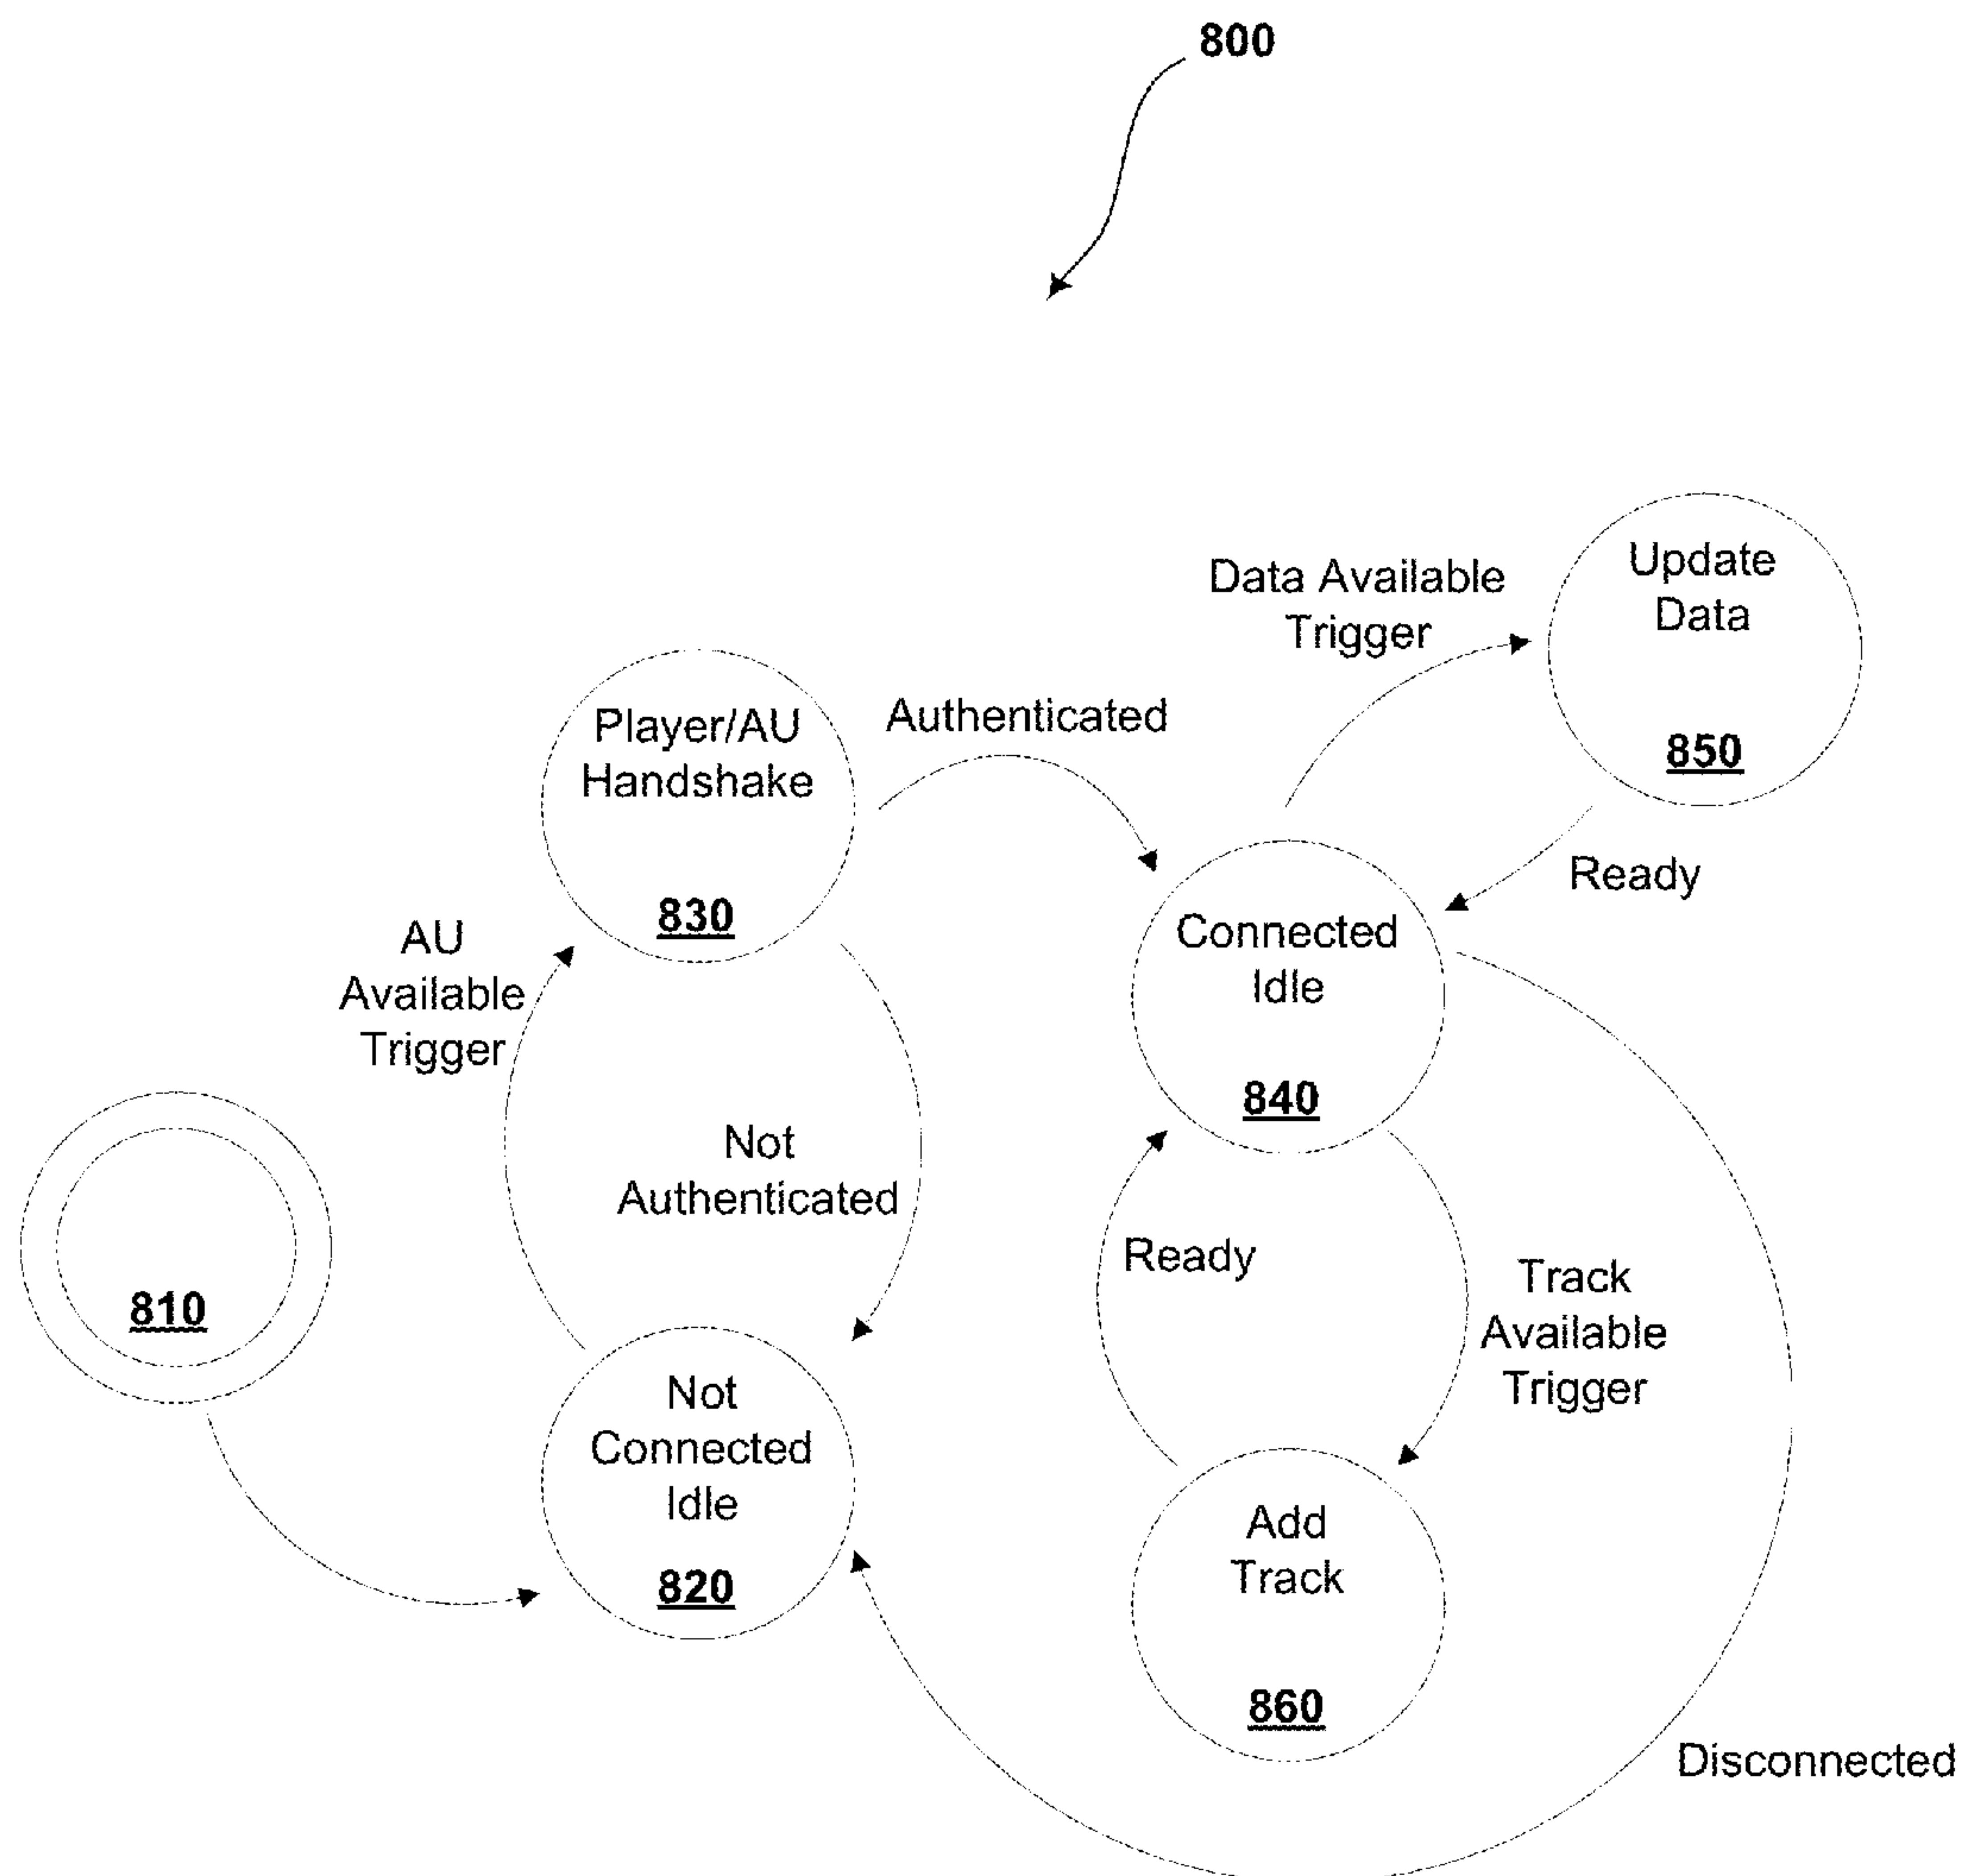 800
Update
Data
850
Data Available
Trigger
Ready
Player/AU
Handshake
830
Authenticated
AU
Available
Trigger
Not
Authenticated
Connected
Idle
840
810
Not
Connected
Idle
820
Ready
Track
Available
Trigger
Add
Track
860
Disconnected